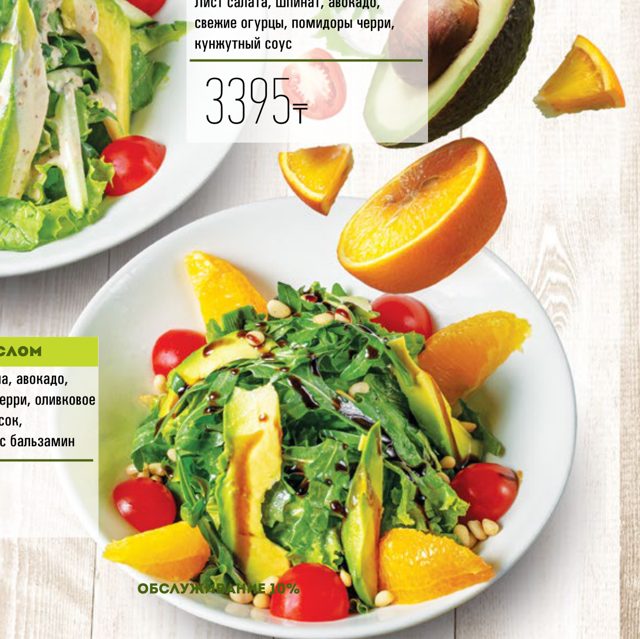 лист салата, шпинат, авокадо,
свежие огурцы, помидоры черри,
кунжутный соус
3395₸
слом
а, авокадо,
ерри, оливковое
сок,
с бальзамин
ОБСЛУЖИВАНИЕ 10%